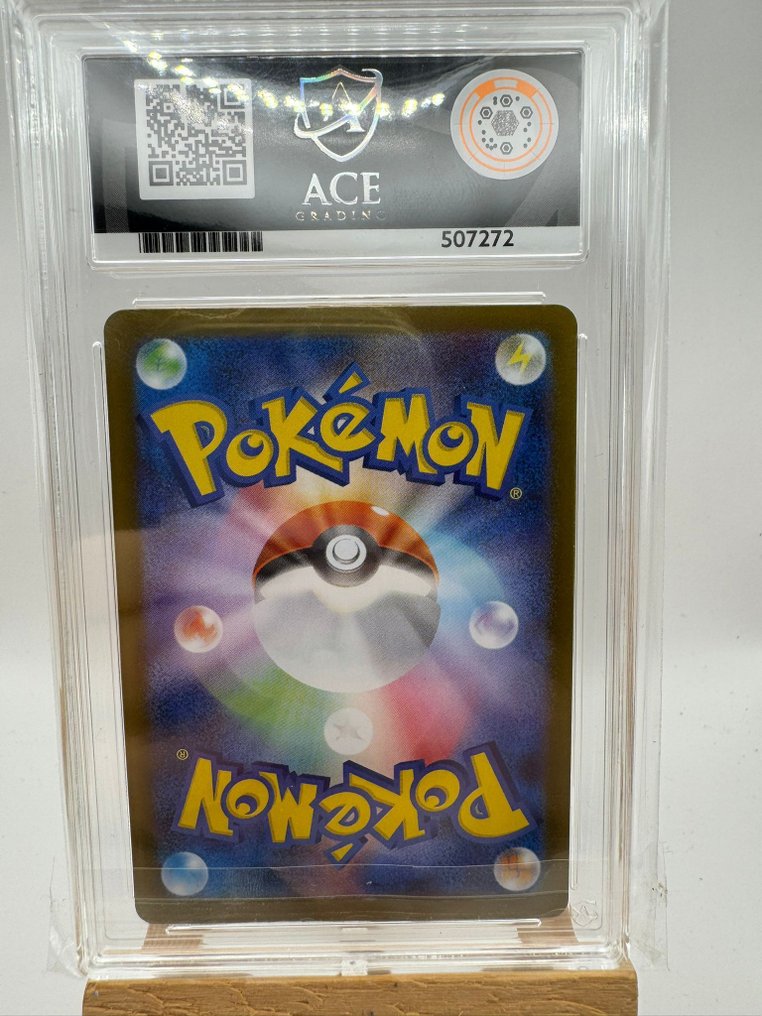 ACE
GRADING
507272
POKéMON
®
®
POKéMON